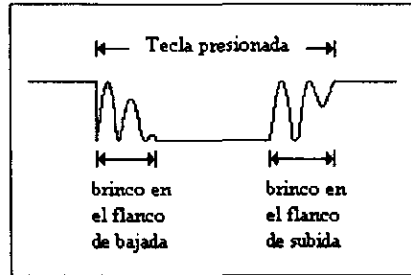 Tecla presionada
brinco en
el flanco
de bajada
brinco en
el flanco
de subida